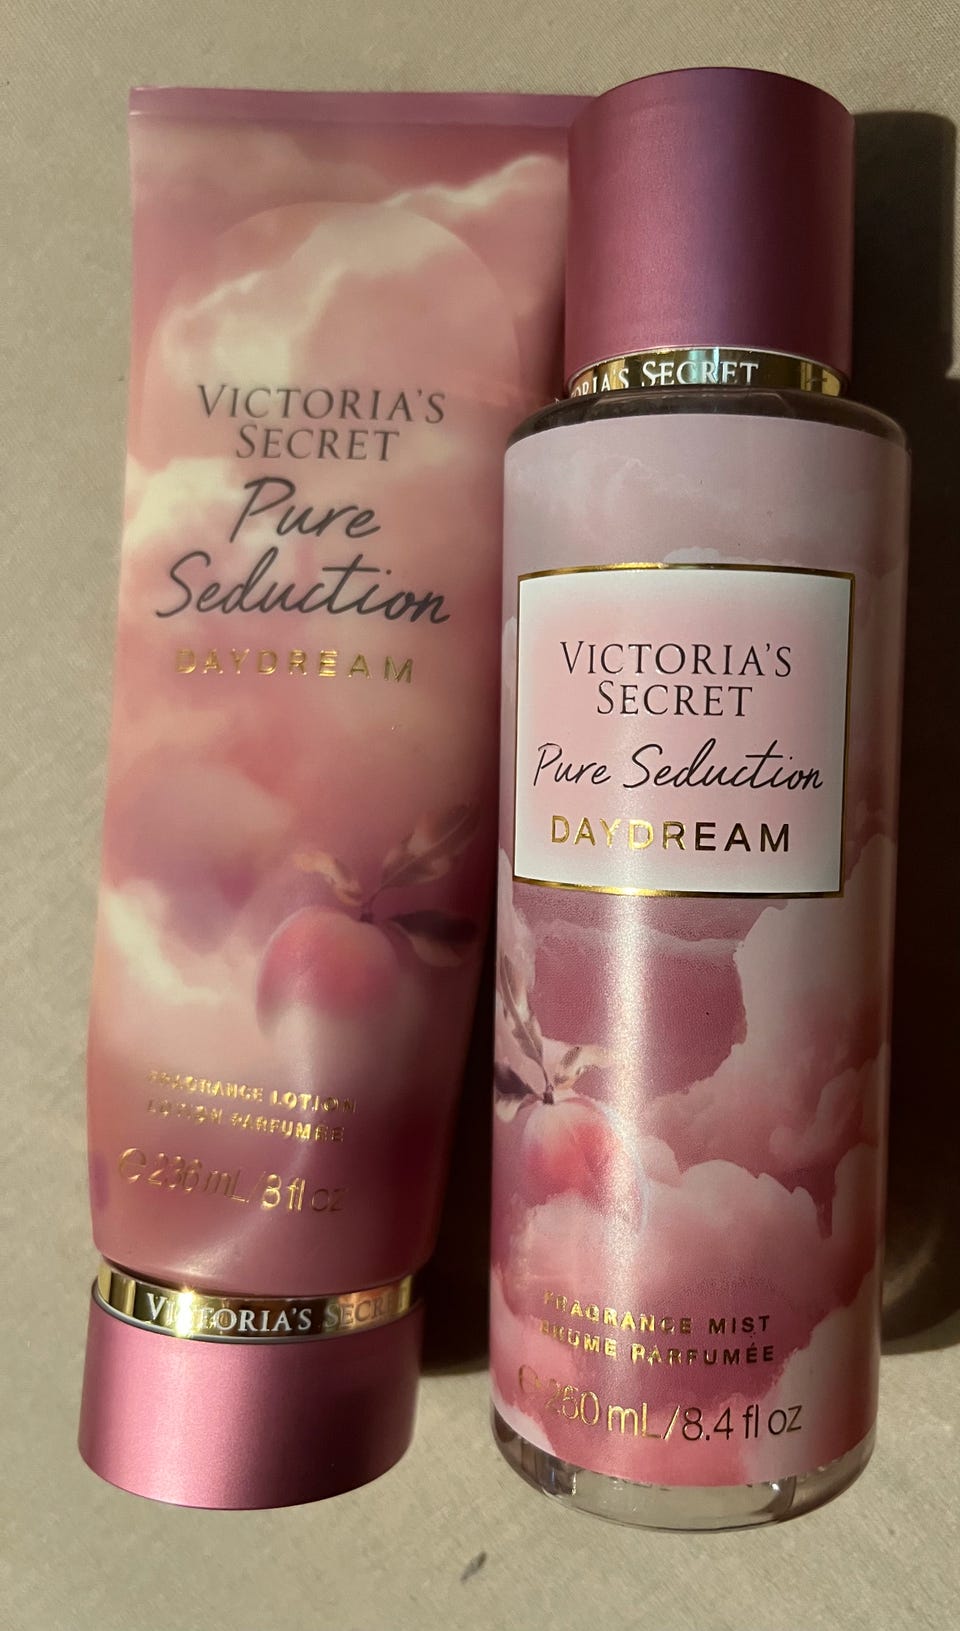 VICTORIA'S
SECRET
Pure
Seduction
DAYDREAM
FRAGRANCE LOTION
LOTION PARFUMÉE
℮ 236 mL/8 fl oz
VICTORIA'S SECRET
SECRET
VICTORIA'S
SECRET
Pure Seduction
DAYDREAM
FRAGRANCE MIST
BRUME PARFUMÉE
℮ 250 mL/8.4 fl oz